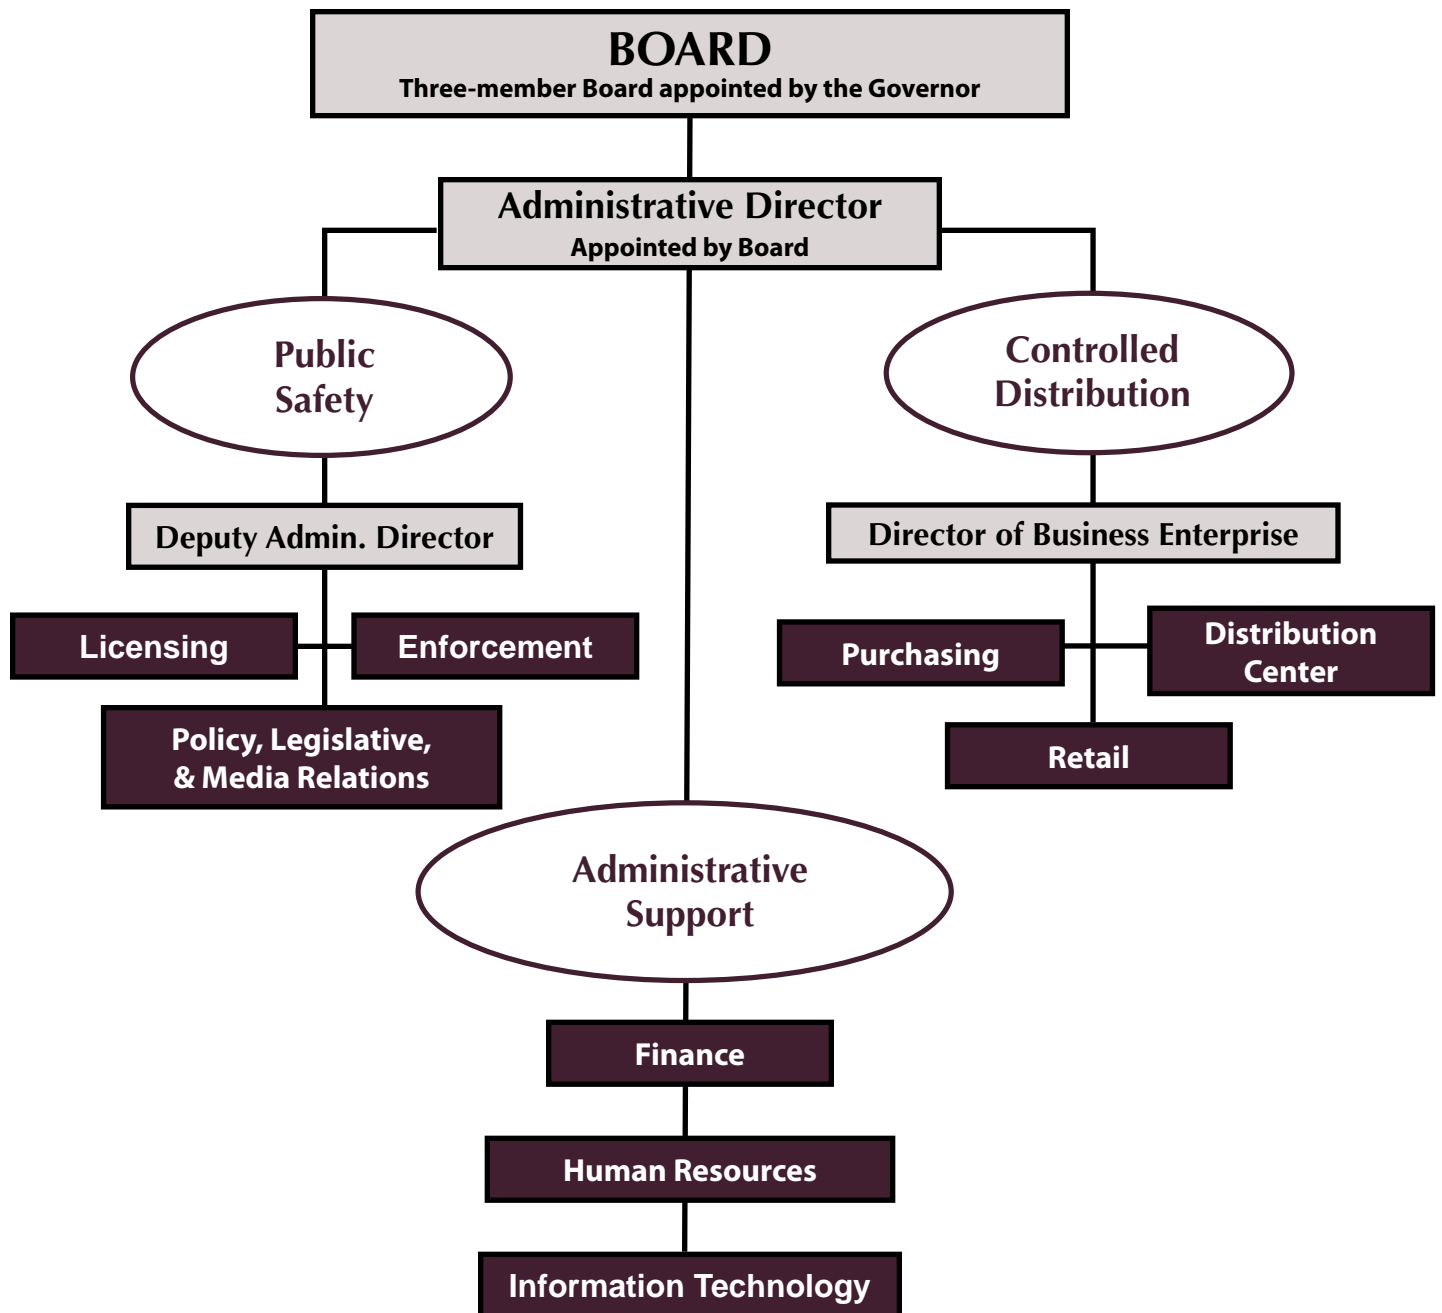 BOARD
Three-member Board appointed by the Governor
Administrative Director
Appointed by Board
Public
Safety
Controlled
Distribution
Deputy Admin. Director
Director of Business Enterprise
Licensing
Enforcement
Purchasing
Distribution
Center
Policy, Legislative,
& Media Relations
Retail
Administrative
Support
Finance
Human Resources
Information Technology